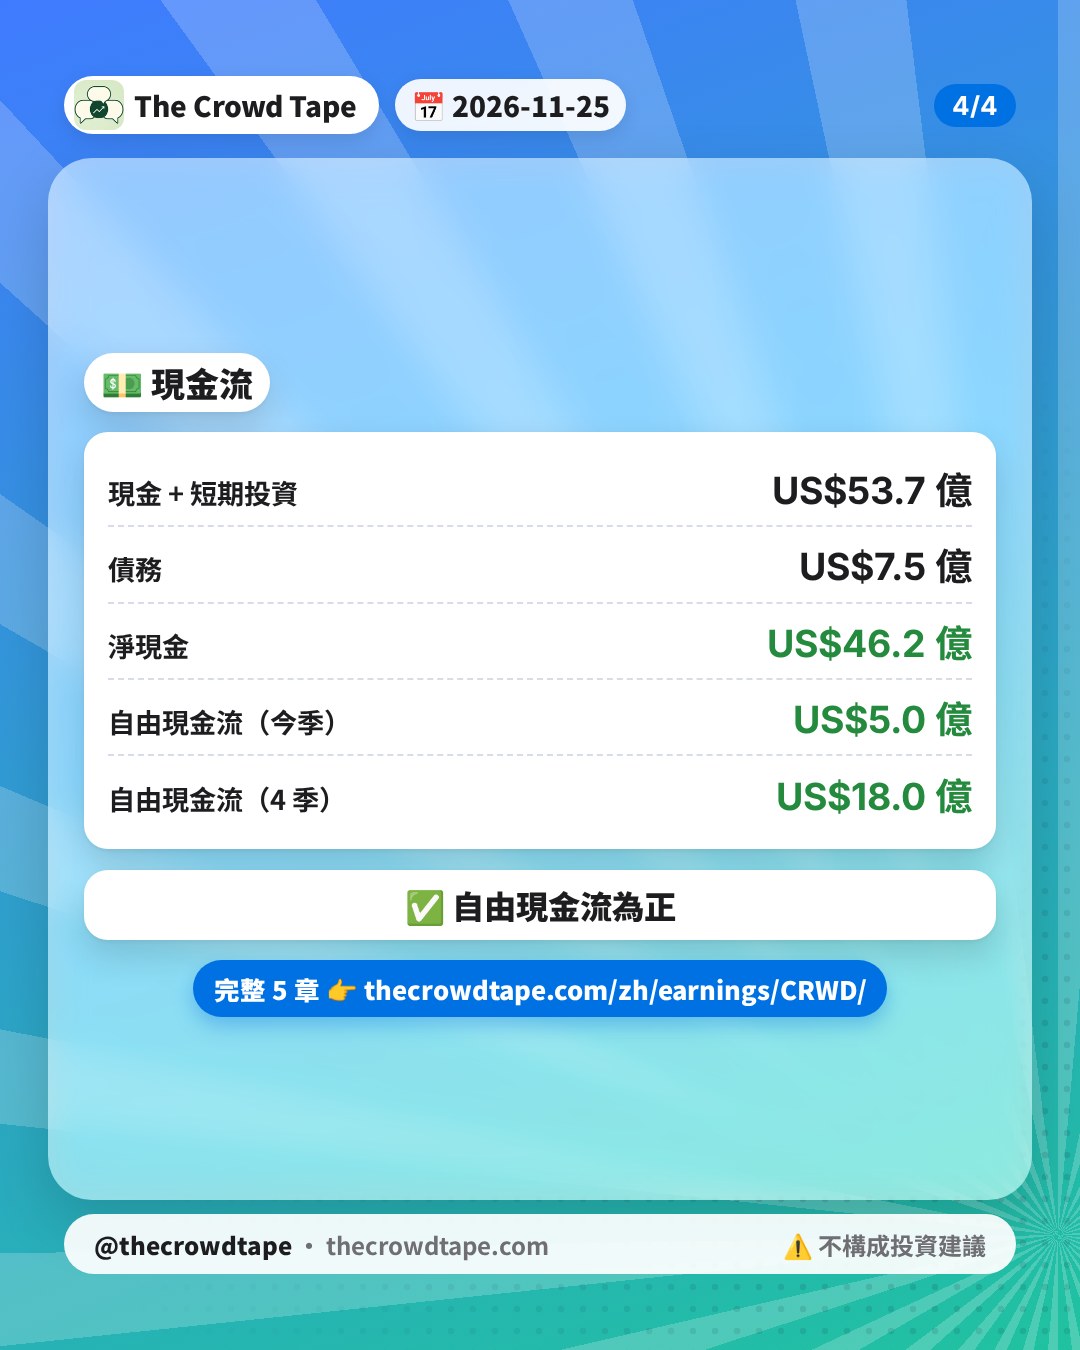 The Crowd Tape
July 17 2026-11-25
4/4
現金流
現金 + 短期投資 US$53.7 億
債務 US$7.5 億
淨現金 US$46.2 億
自由現金流（今季） US$5.0 億
自由現金流（4 季） US$18.0 億
✅ 自由現金流為正
完整 5 章 👉 thecrowdtape.com/zh/earnings/CRWD/
@thecrowdtape • thecrowdtape.com
⚠️ 不構成投資建議